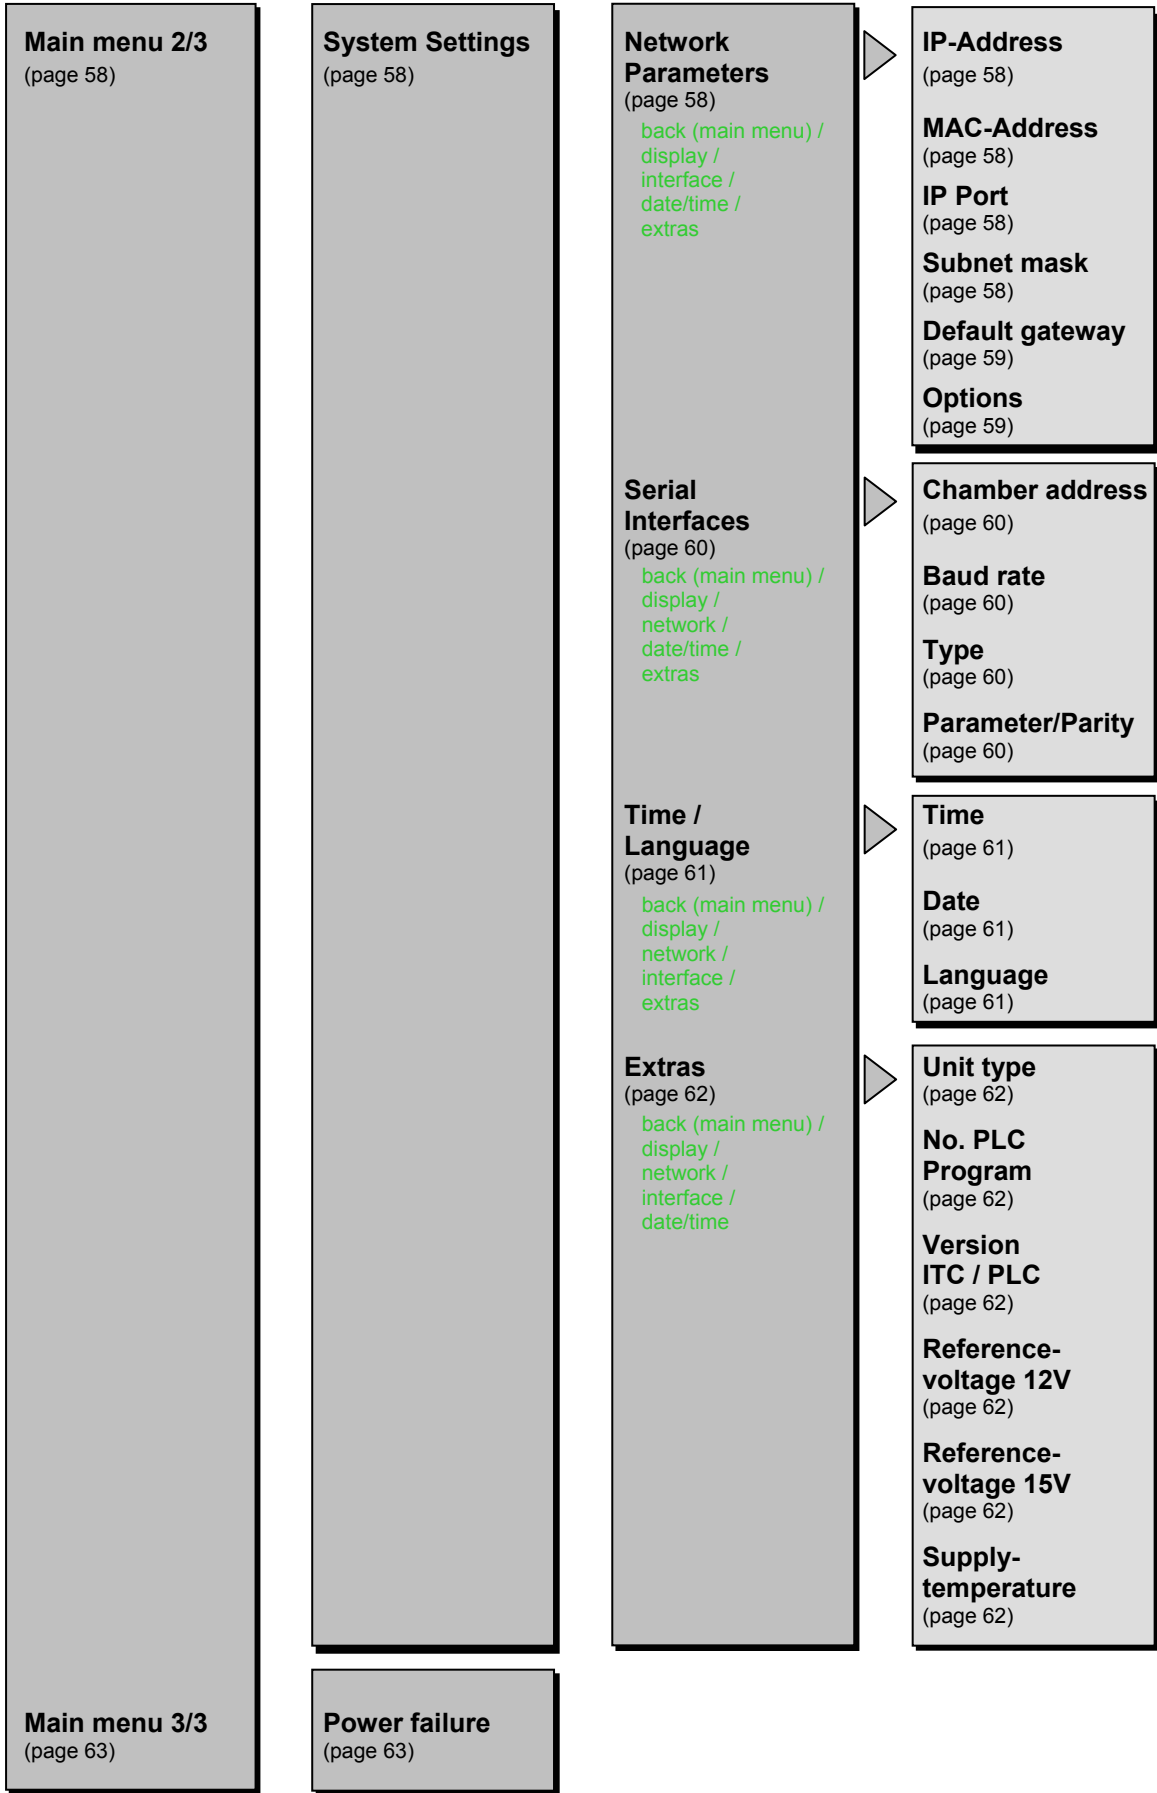 Main menu 2/3
(page 58)
System Settings
(page 58)
Network
Parameters
(page 58)
back (main menu) /
display /
interface /
date/time /
extras
IP-Address
(page 58)
MAC-Address
(page 58)
IP Port
(page 58)
Subnet mask
(page 58)
Default gateway
(page 59)
Options
(page 59)
Serial
Interfaces
(page 60)
back (main menu) /
display /
network /
date/time /
extras
Chamber address
(page 60)
Baud rate
(page 60)
Type
(page 60)
Parameter/Parity
(page 60)
Time /
Language
(page 61)
back (main menu) /
display /
network /
interface /
extras
Time
(page 61)
Date
(page 61)
Language
(page 61)
Extras
(page 62)
back (main menu) /
display /
network /
interface /
date/time
Unit type
(page 62)
No. PLC
Program
(page 62)
Version
ITC / PLC
(page 62)
Reference-
voltage 12V
(page 62)
Reference-
voltage 15V
(page 62)
Supply-
temperature
(page 62)
Main menu 3/3
(page 63)
Power failure
(page 63)